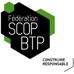 Fédération
SCOP
BTP
CONSTRUIRE
RESPONSABLE